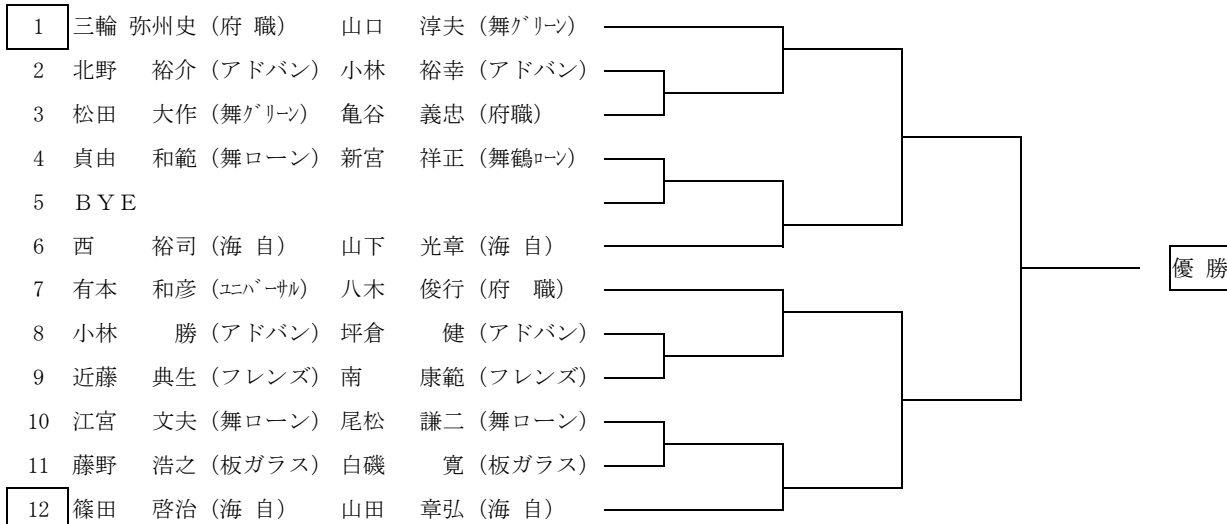 1 三輪 弥州史 (府 職) 山口 淳夫 (舞グリーン)
2 北野 裕介 (アドバン) 小林 裕幸 (アドバン)
3 松田 大作 (舞グリーン) 亀谷 義忠 (府職)
4 貞由 和範 (舞ローン) 新宮 祥正 (舞鶴ローン)
5 ＢＹＥ
6 西 裕司 (海 自) 山下 光章 (海 自)
優 勝
7 有本 和彦 (ユニバーサル) 八木 俊行 (府 職)
8 小林 勝 (アドバン) 坪倉 健 (アドバン)
9 近藤 典生 (フレンズ) 南 康範 (フレンズ)
10 江宮 文夫 (舞ローン) 尾松 謙二 (舞ローン)
11 藤野 浩之 (板ガラス) 白磯 寛 (板ガラス)
12 篠田 啓治 (海 自) 山田 章弘 (海 自)